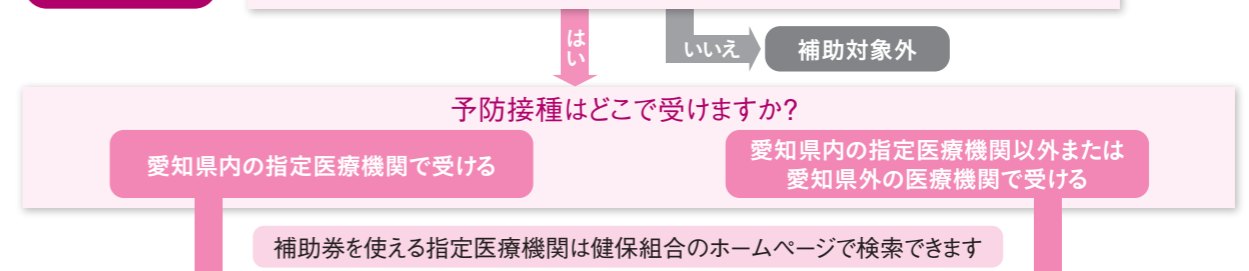 はい
いいえ
補助対象外
予防接種はどこで受けますか?
愛知県内の指定医療機関で受ける
愛知県内の指定医療機関以外または
愛知県外の医療機関で受ける
補助券を使える指定医療機関は健保組合のホームページで検索できます